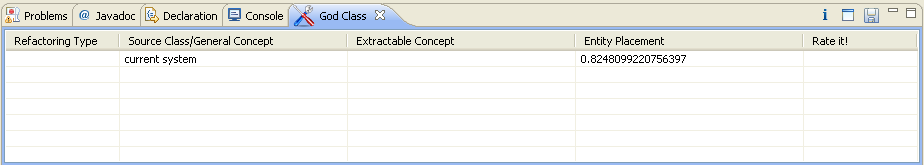 Problems @ Javadoc Declaration Console God Class
Refactoring Type Source Class/General Concept Extractable Concept Entity Placement Rate it!
current system 0.8248099220756397